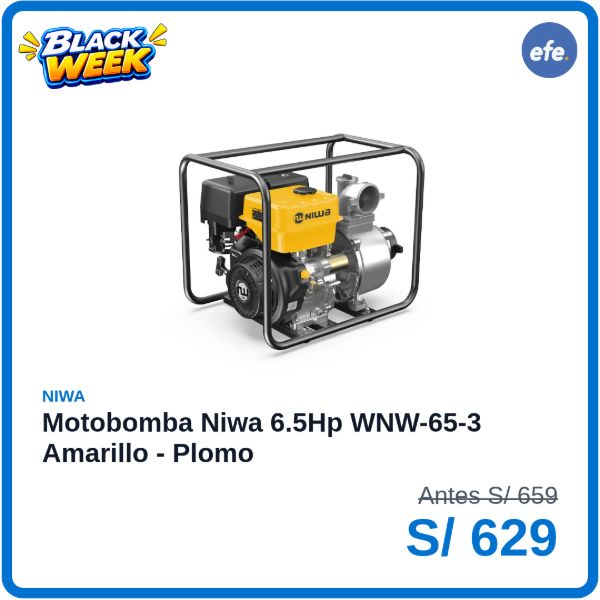 BLACK
WEEK
efe.
NIWA
NIWA
Motobomba Niwa 6.5Hp WNW-65-3
Amarillo - Plomo
Antes S/ 659
S/ 629